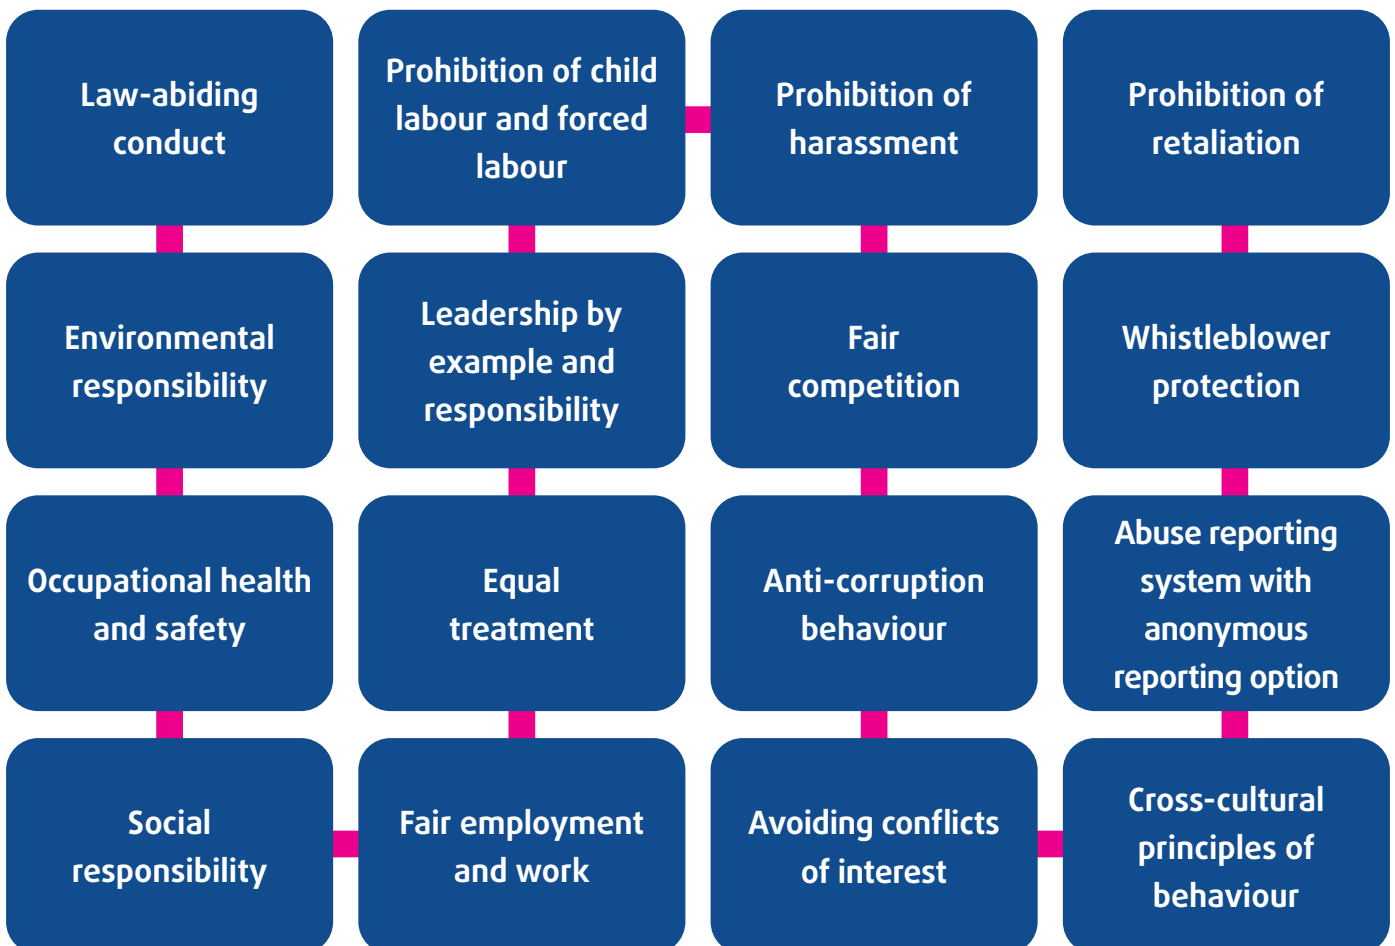 Law-abiding
conduct
Prohibition of child
labour and forced
labour
Prohibition of
harassment
Prohibition of
retaliation
Environmental
responsibility
Leadership by
example and
responsibility
Fair
competition
Whistleblower
protection
Occupational health
and safety
Equal
treatment
Anti-corruption
behaviour
Abuse reporting
system with
anonymous
reporting option
Social
responsibility
Fair employment
and work
Avoiding conflicts
of interest
Cross-cultural
principles of
behaviour